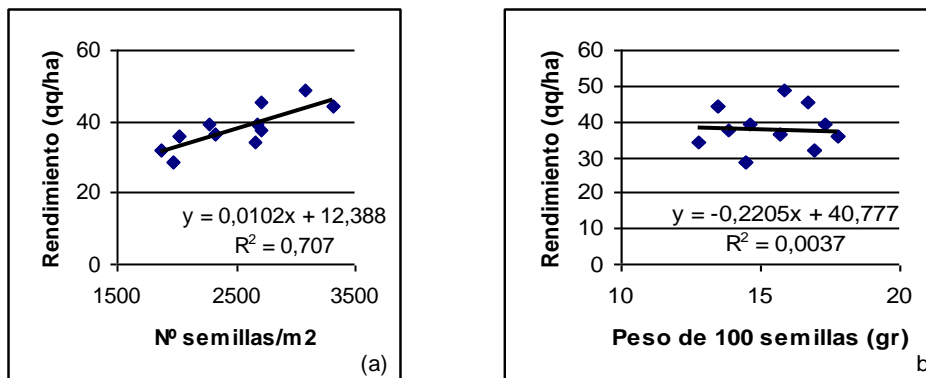 Rendimiento (qq/ha)
60
40
20
0
y = 0,0102x + 12,388
R² = 0,707
1500 2500 3500
Nº semillas/m2
(a)
Rendimiento (qq/ha)
60
50
40
30
20
10
0
y = -0,2205x + 40,777
R² = 0,0037
10 15 20
Peso de 100 semillas (gr)
b